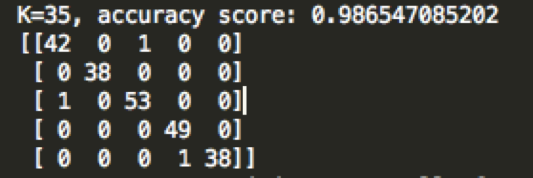 K=35, accuracy score: 0.986547085202
[[42 0 1 0 0]
[ 0 38 0 0 0]
[ 1 0 53 0 0]
[ 0 0 0 49 0]
[ 0 0 0 1 38]]